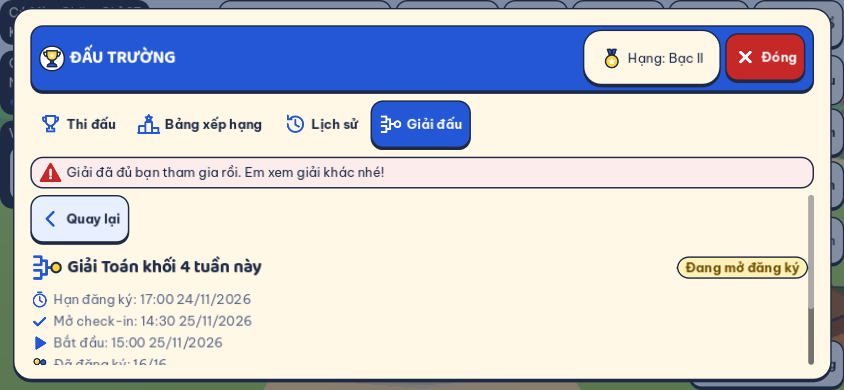 ĐẤU TRƯỜNG
Hạng: Bạc II
Đóng
Thi đấu
Bảng xếp hạng
Lịch sử
Giải đấu
Giải đã đủ bạn tham gia rồi. Em xem giải khác nhé!
Quay lại
Giải Toán khối 4 tuần này
Đang mở đăng ký
Hạn đăng ký: 17:00 24/11/2026
Mở check-in: 14:30 25/11/2026
Bắt đầu: 15:00 25/11/2026
Đã đăng ký: 16/16